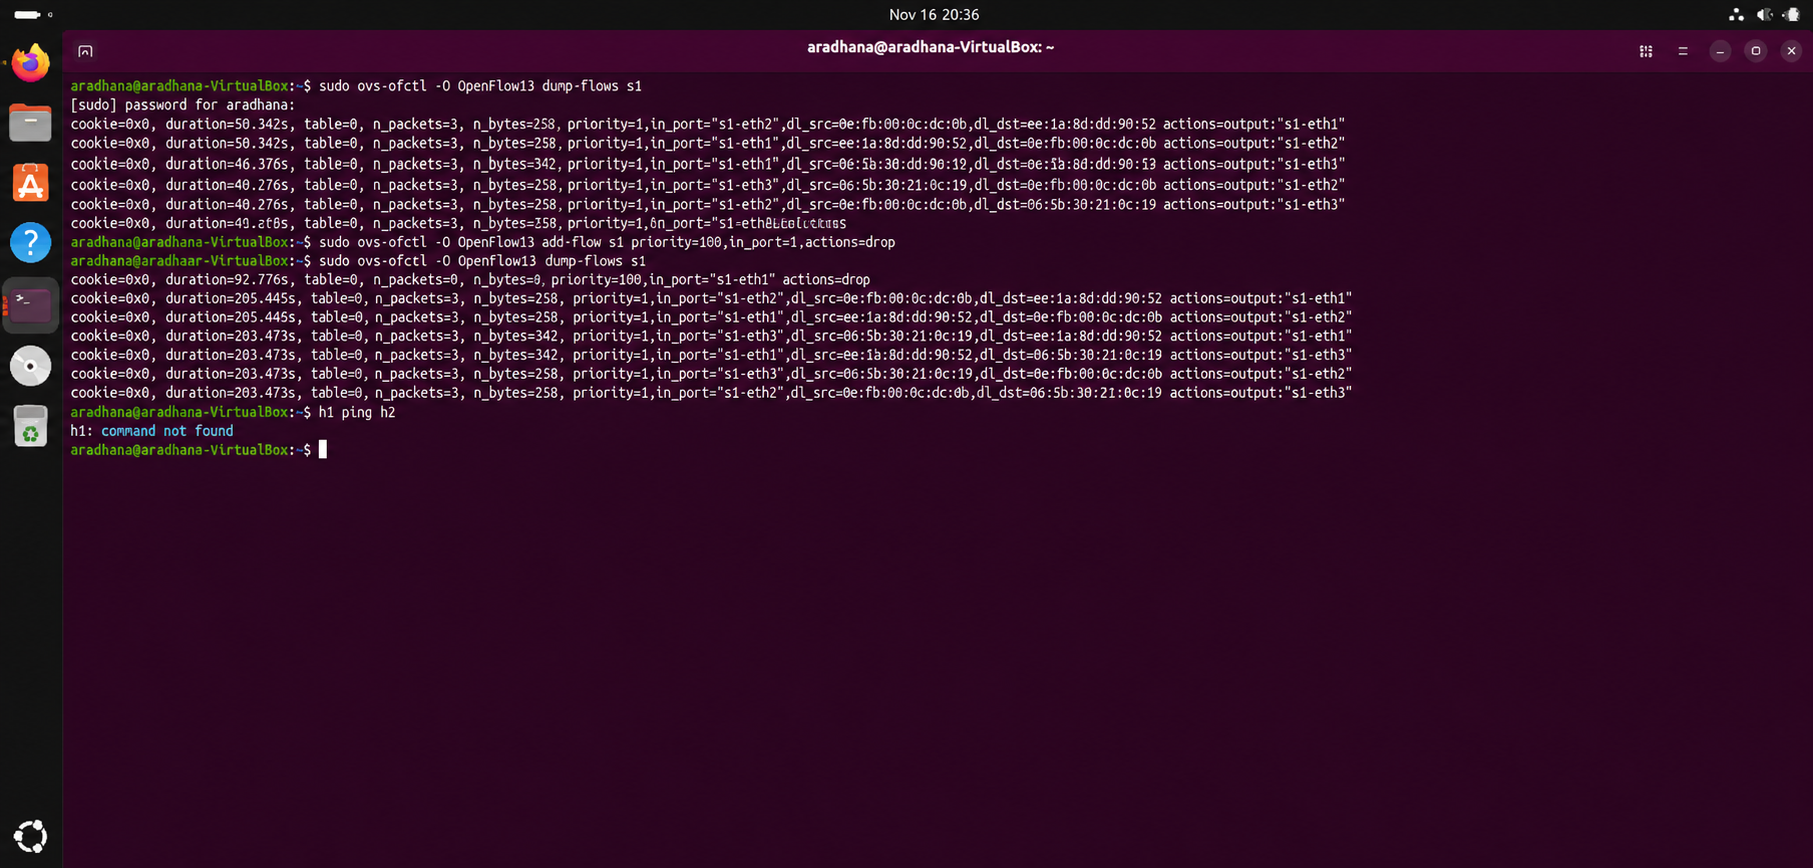 Nov 16 20:36
aradhana@aradhana-VirtualBox: ~
aradhana@aradhana-VirtualBox:~$ sudo ovs-ofctl -O OpenFlow13 dump-flows s1
[sudo] password for aradhana:
cookie=0x0, duration=50.342s, table=0, n_packets=3, n_bytes=258, priority=1,in_port="s1-eth2",dl_src=0e:fb:00:0c:dc:0b,dl_dst=ee:1a:8d:dd:90:52 actions=output:"s1-eth1"
cookie=0x0, duration=50.342s, table=0, n_packets=3, n_bytes=258, priority=1,in_port="s1-eth1",dl_src=ee:1a:8d:dd:90:52,dl_dst=0e:fb:00:0c:dc:0b actions=output:"s1-eth2"
cookie=0x0, duration=46.376s, table=0, n_packets=3, n_bytes=342, priority=1,in_port="s1-eth1", actions=output:"s1-eth1"
cookie=0x0, duration=40.276s, table=0, n_packets=3, n_bytes=258, priority=1,in_port="s1-eth3",dl_src=06:5b:30:21:0c:19,dl_dst=0e:fb:00:0c:dc:0b actions=output:"s1-eth2"
cookie=0x0, duration=40.276s, table=0, n_packets=3, n_bytes=258, priority=1,in_port="s1-eth2",dl_src=0e:fb:00:0c:dc:0b,dl_dst=06:5b:30:21:0c:19 actions=output:"s1-eth3"
cookie=0x0, table=0, n_packets=3,
aradhana@aradhana-VirtualBox:~$ sudo ovs-ofctl -O OpenFlow13 add-flow s1 priority=100,in_port=1,actions=drop
aradhana@aradhaar-VirtualBox:~$ sudo ovs-ofctl -O Openflow13 dump-flows s1
cookie=0x0, duration=92.776s, table=0, n_packets=0, n_bytes=0, priority=100,in_port="s1-eth1" actions=drop
cookie=0x0, duration=205.445s, table=0, n_packets=3, n_bytes=258, priority=1,in_port="s1-eth2",dl_src=0e:fb:00:0c:dc:0b,dl_dst=ee:1a:8d:dd:90:52 actions=output:"s1-eth1"
cookie=0x0, duration=205.445s, table=0, n_packets=3, n_bytes=258, priority=1,in_port="s1-eth1",dl_src=ee:1a:8d:dd:90:52,dl_dst=0e:fb:00:0c:dc:0b actions=output:"s1-eth2"
cookie=0x0, duration=203.473s, table=0, n_packets=3, n_bytes=342, priority=1,in_port="s1-eth3",dl_src=06:5b:30:21:0c:19,dl_dst=ee:1a:8d:dd:90:52 actions=output:"s1-eth1"
cookie=0x0, duration=203.473s, table=0, n_packets=3, n_bytes=342, priority=1,in_port="s1-eth1",dl_src=ee:1a:8d:dd:90:52,dl_dst=06:5b:30:21:0c:19 actions=output:"s1-eth3"
cookie=0x0, duration=203.473s, table=0, n_packets=3, n_bytes=258, priority=1,in_port="s1-eth3",dl_src=06:5b:30:21:0c:19,dl_dst=0e:fb:00:0c:dc:0b actions=output:"s1-eth2"
cookie=0x0, duration=203.473s, table=0, n_packets=3, n_bytes=258, priority=1,in_port="s1-eth2",dl_src=0e:fb:00:0c:dc:0b,dl_dst=06:5b:30:21:0c:19 actions=output:"s1-eth3"
aradhana@aradhana-VirtualBox:~$ h1 ping h2
h1: command not found
aradhana@aradhana-VirtualBox:~$